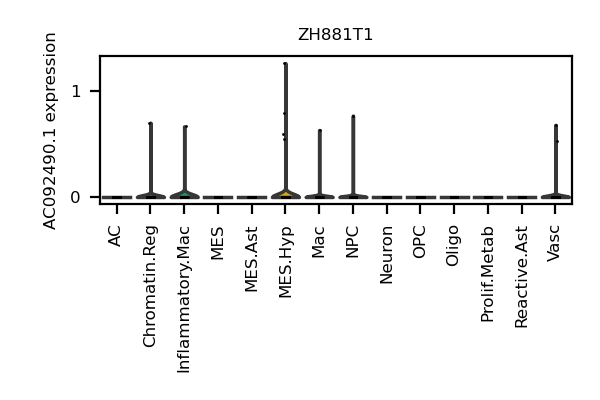 ZH881T1
AC092490.1 expression
1
0
AC
Chromatin.Reg
Inflammatory.Mac
MES
MES.Ast
MES.Hyp
Mac
NPC
Neuron
OPC
Oligo
Prolif.Metab
Reactive.Ast
Vasc